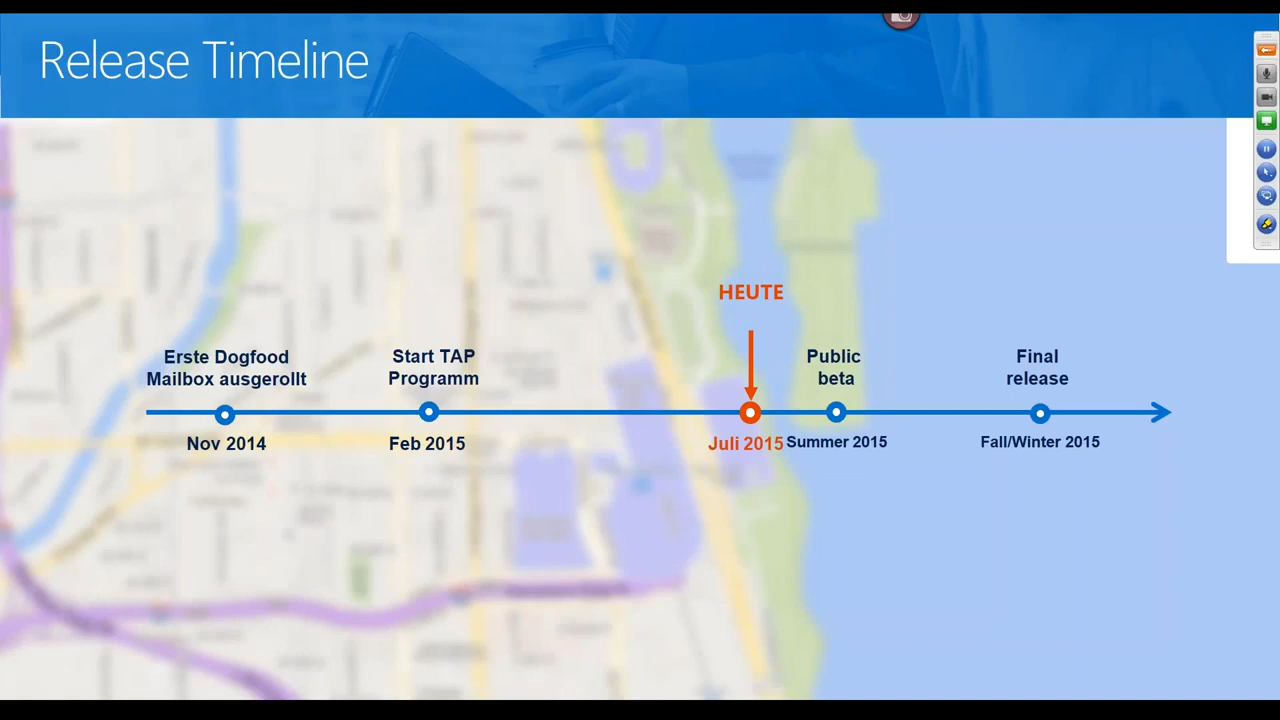 Release Timeline
HEUTE
Erste Dogfood
Mailbox ausgerollt
Start TAP
Programm
Public
beta
Final
release
Nov 2014
Feb 2015
Juli 2015
Summer 2015
Fall/Winter 2015